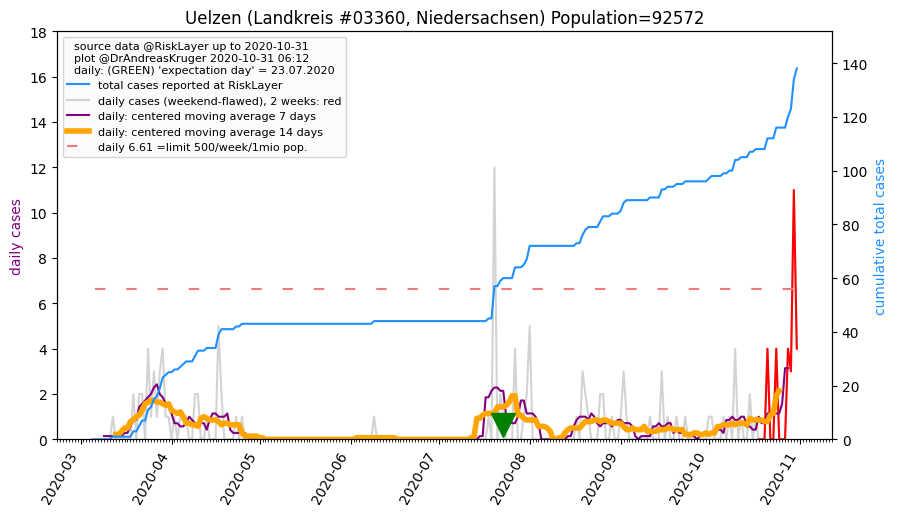 Uelzen (Landkreis #03360, Niedersachsen) Population=92572
source data @RiskLayer up to 2020-10-31
plot @DrAndreasKruger 2020-10-31 06:12
daily: (GREEN) 'expectation day' = 23.07.2020
total cases reported at RiskLayer
daily cases (weekend-flawed), 2 weeks: red
daily: centered moving average 7 days
daily: centered moving average 14 days
daily 6.61 =limit 500/week/1mio pop.
daily cases
18
16
14
12
10
8
6
4
2
0
140
120
100
80
60
40
20
0
cumulative total cases
2020-03
2020-04
2020-05
2020-06
2020-07
2020-08
2020-09
2020-10
2020-11